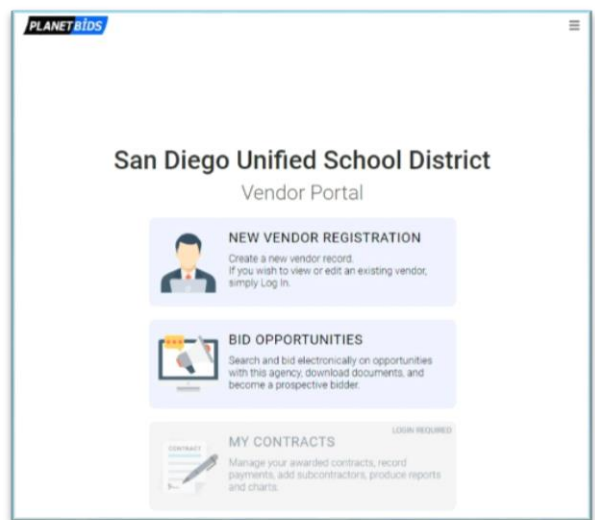 PLANETBIDS
San Diego Unified School District
Vendor Portal
NEW VENDOR REGISTRATION
Create a new vendor record.
If you wish to view or edit an existing vendor,
simply Log In.
BID OPPORTUNITIES
Search and bid electronically on opportunities
with this agency, download documents, and
become a prospective bidder.
LOGIN REQUIRED
CONTRACT
MY CONTRACTS
Manage your awarded contracts, record
payments, add subcontractors, produce reports
and charts.